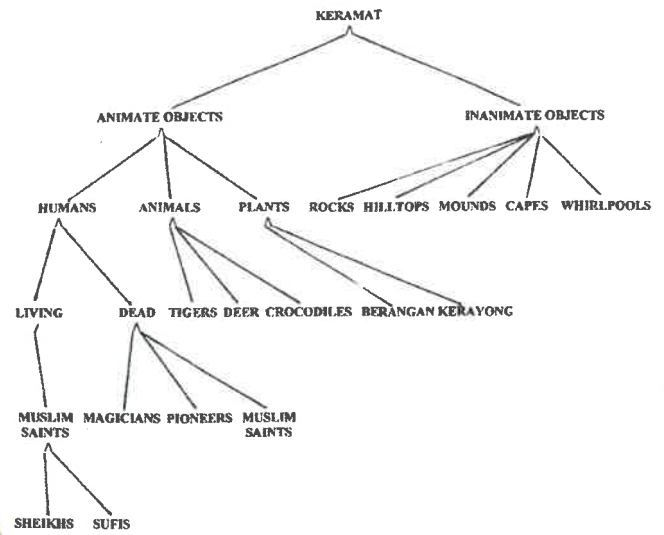 KERAMAT
ANIMATE OBJECTS INANIMATE OBJECTS
HUMANS ANIMALS PLANTS ROCKS HILLTOPS MOUNDS CAPES WHIRLPOOLS
LIVING DEAD TIGERS DEER CROCODILES BERANGAN KERAYONG
MUSLIM SAINTS MAGICIANS PIONEERS MUSLIM SAINTS
SHEIKHS SUFIS